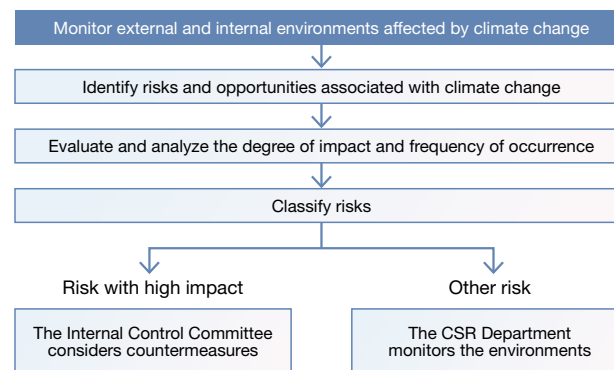 Monitor external and internal environments affected by climate change
Identify risks and opportunities associated with climate change
Evaluate and analyze the degree of impact and frequency of occurrence
Classify risks
Risk with high impact
The Internal Control Committee
considers countermeasures
Other risk
The CSR Department
monitors the environments